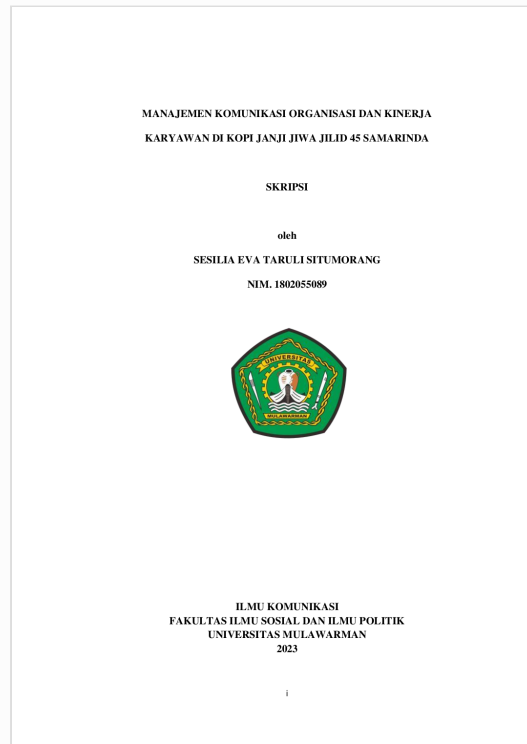 MANAJEMEN KOMUNIKASI ORGANISASI DAN KINERJA
KARYAWAN DI KOPI JANJI JIWA JILID 45 SAMARINDA
SKRIPSI
oleh
SESILIA EVA TARULI SITUMORANG
NIM. 1802055089
UNIVERSITAS
MULAWARMAN
ILMU KOMUNIKASI
FAKULTAS ILMU SOSIAL DAN ILMU POLITIK
UNIVERSITAS MULAWARMAN
2023
i